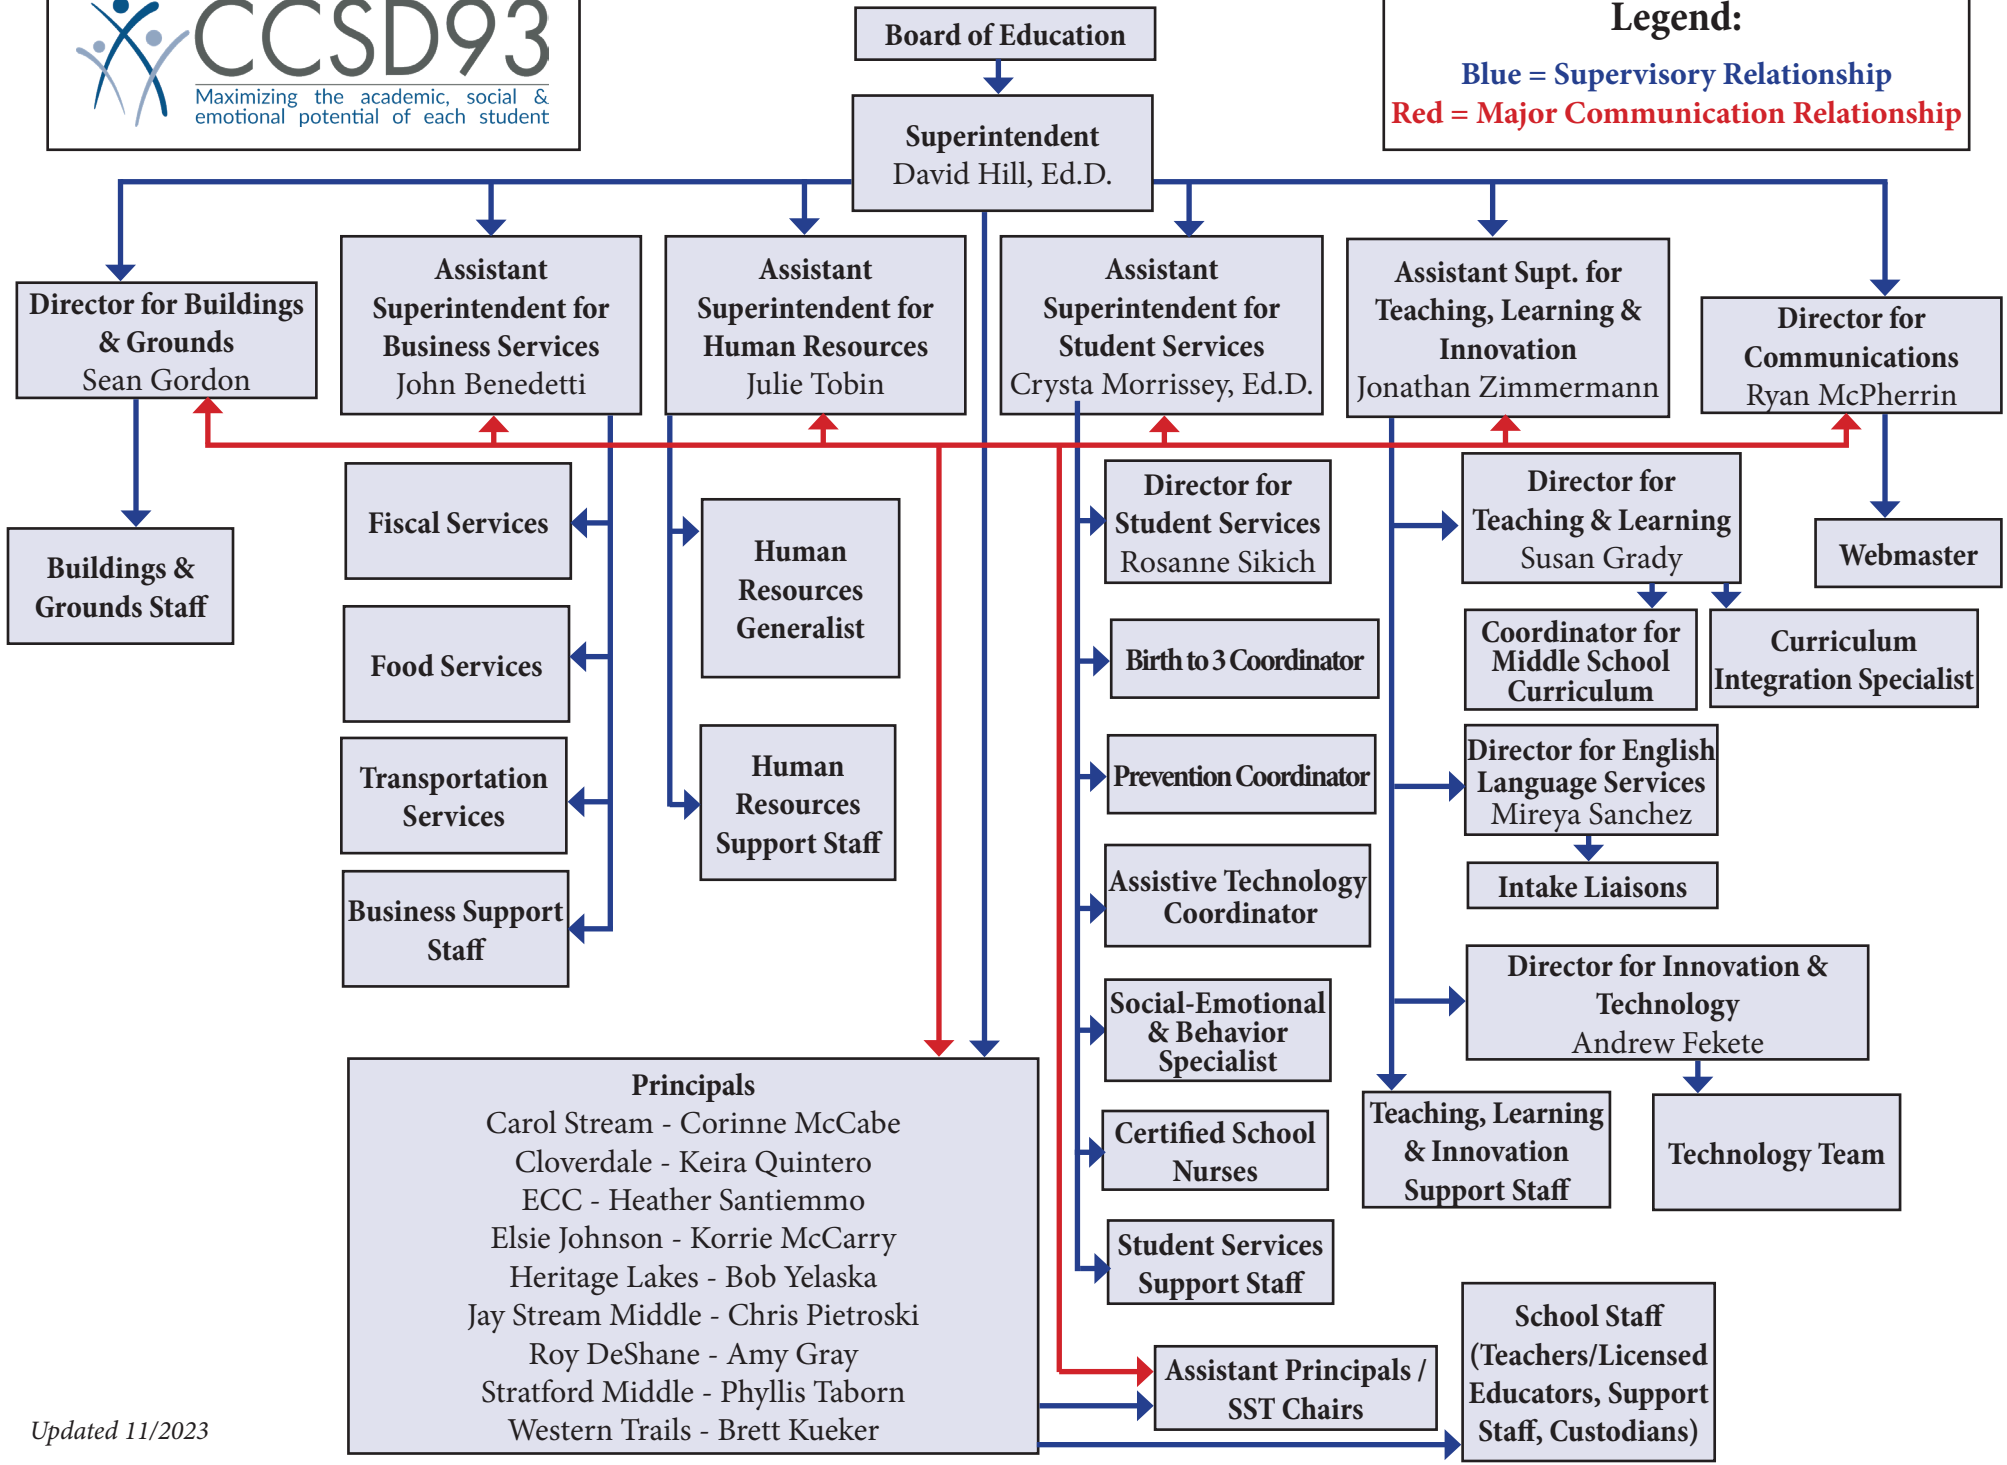 CCSD93
Maximizing the academic, social &
emotional potential of each student
Board of Education
Legend:
Blue = Supervisory Relationship
Red = Major Communication Relationship
Superintendent
David Hill, Ed.D.
Director for Buildings
& Grounds
Sean Gordon
Assistant
Superintendent for
Business Services
John Benedetti
Assistant
Superintendent for
Human Resources
Julie Tobin
Assistant
Superintendent for
Student Services
Crysta Morrissey, Ed.D.
Assistant Supt. for
Teaching, Learning &
Innovation
Jonathan Zimmermann
Director for
Communications
Ryan McPherrin
Buildings &
Grounds Staff
Fiscal Services
Food Services
Transportation
Services
Business Support
Staff
Human
Resources
Generalist
Human
Resources
Support Staff
Director for
Student Services
Rosanne Sikich
Birth to 3 Coordinator
Prevention Coordinator
Assistive Technology
Coordinator
Social-Emotional
& Behavior
Specialist
Certified School
Nurses
Student Services
Support Staff
Director for
Teaching & Learning
Susan Grady
Coordinator for
Middle School
Curriculum
Curriculum
Integration Specialist
Director for English
Language Services
Mireya Sanchez
Intake Liaisons
Director for Innovation &
Technology
Andrew Fekete
Teaching, Learning
& Innovation
Support Staff
Technology Team
Webmaster
Principals
Carol Stream - Corinne McCabe
Cloverdale - Keira Quintero
ECC - Heather Santiemmo
Elsie Johnson - Korrie McCarry
Heritage Lakes - Bob Yelaska
Jay Stream Middle - Chris Pietroski
Roy DeShane - Amy Gray
Stratford Middle - Phyllis Taborn
Western Trails - Brett Kueker
Assistant Principals /
SST Chairs
School Staff
(Teachers/Licensed
Educators, Support
Staff, Custodians)
Updated 11/2023